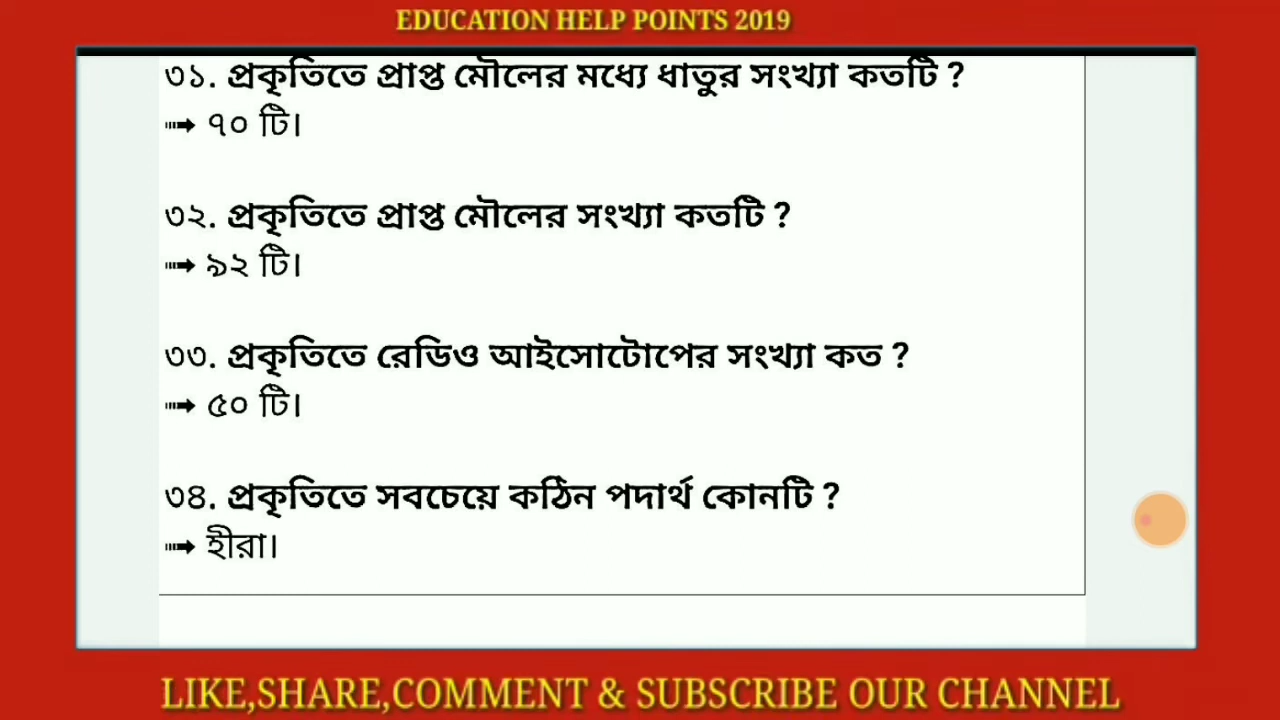 EDUCATION HELP POINTS 2019
৩১. প্রকৃতিতে প্রাপ্ত মৌলের মধ্যে ধাতুর সংখ্যা কতটি ?
➟ ৭০ টি।
৩২. প্রকৃতিতে প্রাপ্ত মৌলের সংখ্যা কতটি ?
➟ ৯২ টি।
৩৩. প্রকৃতিতে রেডিও আইসোটোপের সংখ্যা কত ?
➟ ৫০ টি।
৩৪. প্রকৃতিতে সবচেয়ে কঠিন পদার্থ কোনটি ?
➟ হীরা।
LIKE,SHARE,COMMENT & SUBSCRIBE OUR CHANNEL